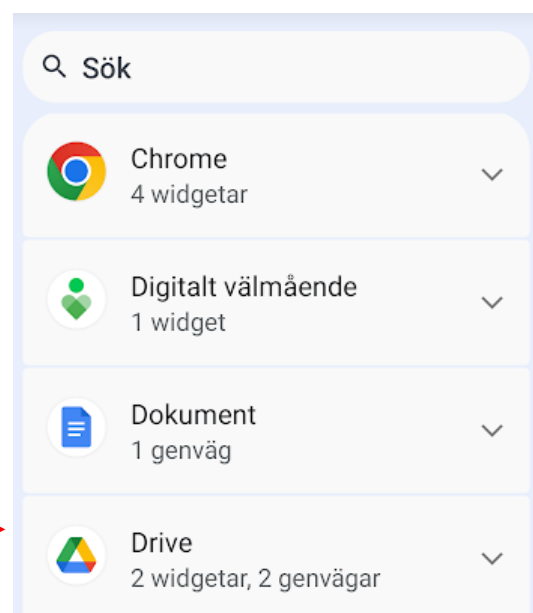 Sök
Chrome
4 widgetar
Digitalt välmående
1 widget
Dokument
1 genväg
Drive
2 widgetar, 2 genvägar